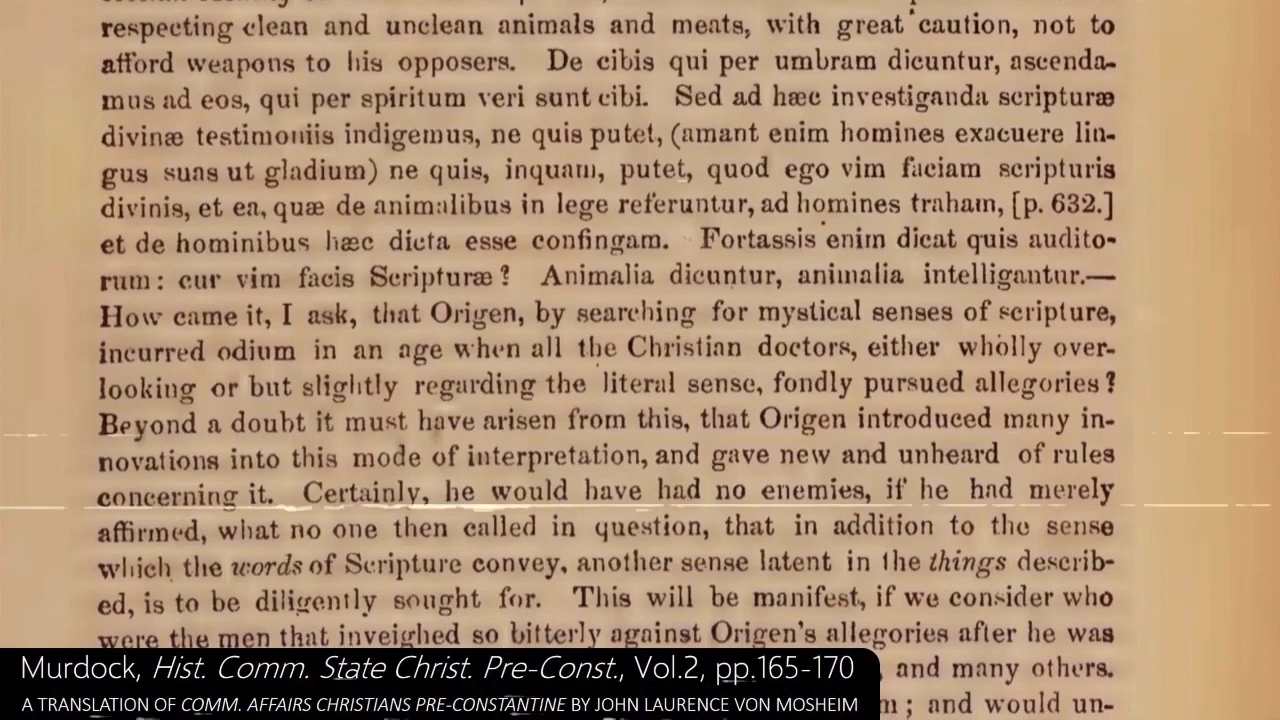 respecting clean and unclean animals and meats, with great caution, not to
afford weapons to his opposers. De cibis qui per umbram dicuntur, ascenda-
mus ad eos, qui per spiritum veri sunt cibi. Sed ad hæc investiganda scripturæ
divinæ testimoniis indigemus, ne quis putet, (amant enim homines exacuere lin-
gus suas ut gladium) ne quis, inquam, putet, quod ego vim faciam scripturis
divinis, et ea, quæ de animalibus in lege referuntur, ad homines traham, [p. 632.]
et de hominibus hæc dicta esse confingam. Fortassis enim dicat quis audito-
rum: cur vim facis Scripturæ? Animalia dicuntur, animalia intelligantur.—
How came it, I ask, that Origen, by searching for mystical senses of scripture,
incurred odium in an age when all the Christian doctors, either wholly over-
looking or but slightly regarding the literal sense, fondly pursued allegories?
Beyond a doubt it must have arisen from this, that Origen introduced many in-
novations into this mode of interpretation, and gave new and unheard of rules
concerning it. Certainly, he would have had no enemies, if he had merely
affirmed, what no one then called in question, that in addition to the sense
which the words of Scripture convey, another sense latent in the things describ-
ed, is to be diligently sought for. This will be manifest, if we consider who
were the men that inveighed so bitterly against Origen's allegories after he was
, and many others.
; and would un-
Murdock, Hist. Comm. State Christ. Pre-Const., Vol.2, pp.165-170
A TRANSLATION OF COMM. AFFAIRS CHRISTIANS PRE-CONSTANTINE BY JOHN LAURENCE VON MOSHEIM